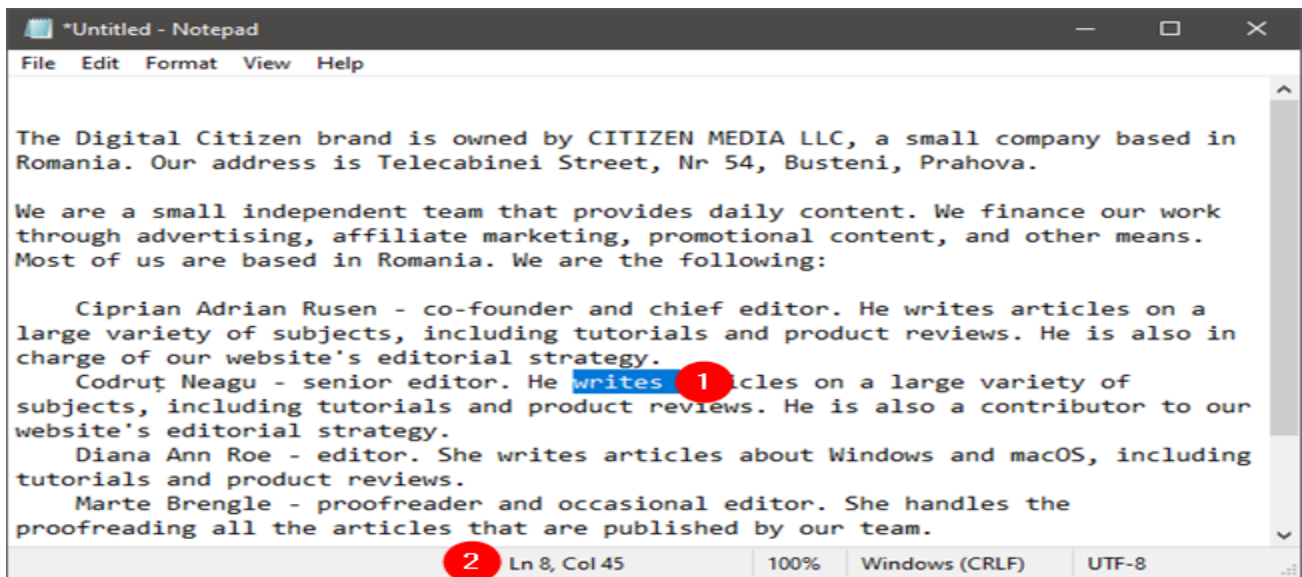 *Untitled - Notepad
File Edit Format View Help
The Digital Citizen brand is owned by CITIZEN MEDIA LLC, a small company based in
Romania. Our address is Telecabinei Street, Nr 54, Busteni, Prahova.
We are a small independent team that provides daily content. We finance our work
through advertising, affiliate marketing, promotional content, and other means.
Most of us are based in Romania. We are the following:
Ciprian Adrian Rusen - co-founder and chief editor. He writes articles on a
large variety of subjects, including tutorials and product reviews. He is also in
charge of our website's editorial strategy.
Codruț Neagu - senior editor. He writes 1 icles on a large variety of
subjects, including tutorials and product reviews. He is also a contributor to our
website's editorial strategy.
Diana Ann Roe - editor. She writes articles about Windows and macOS, including
tutorials and product reviews.
Marte Brengle - proofreader and occasional editor. She handles the
proofreading all the articles that are published by our team.
2 Ln 8, Col 45 100% Windows (CRLF) UTF-8